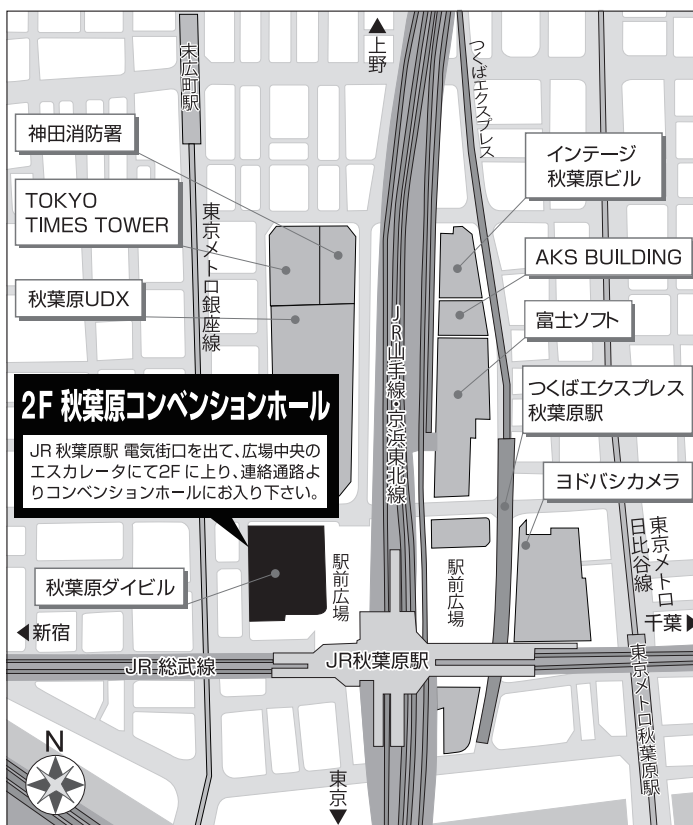 上野
末広町駅
つくばエクスプレス
神田消防署
TOKYO
TIMES TOWER
秋葉原UDX
東京メトロ銀座線
インテージ
秋葉原ビル
AKS BUILDING
富士ソフト
JR山手線・京浜東北線
つくばエクスプレス
秋葉原駅
ヨドバシカメラ
2F 秋葉原コンベンションホール
JR 秋葉原駅 電気街口を出て、広場中央の
エスカレータにて2F に上り、連絡通路よ
りコンベンションホールにお入り下さい。
東京メトロ
日比谷線
駅前広場
駅前広場
秋葉原ダイビル
新宿
千葉
JR 総武線
JR秋葉原駅
東京メトロ秋葉原駅
N
東京